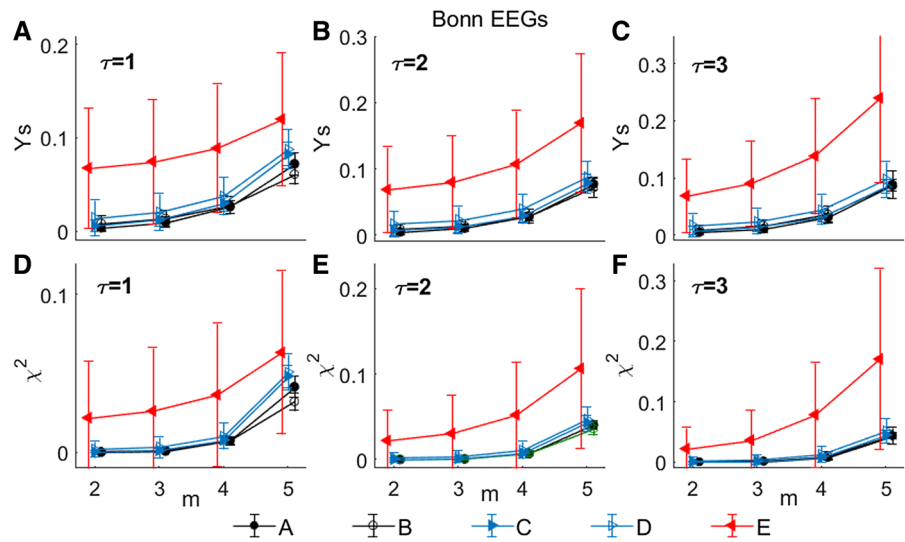 Bonn EEGs
A B C
τ=1 τ=2 τ=3
Ys Ys Ys
0.2 0.3 0.3
0.2 0.2
0.1 0.1 0.1
0 0 0
D E F
τ=1 τ=2 τ=3
χ² χ² χ²
0.1 0.2 0.3
0.2
0.1 0.1
0 0 0
2 3 4 5 2 3 4 5 2 3 4 5
m m m
A B C D E